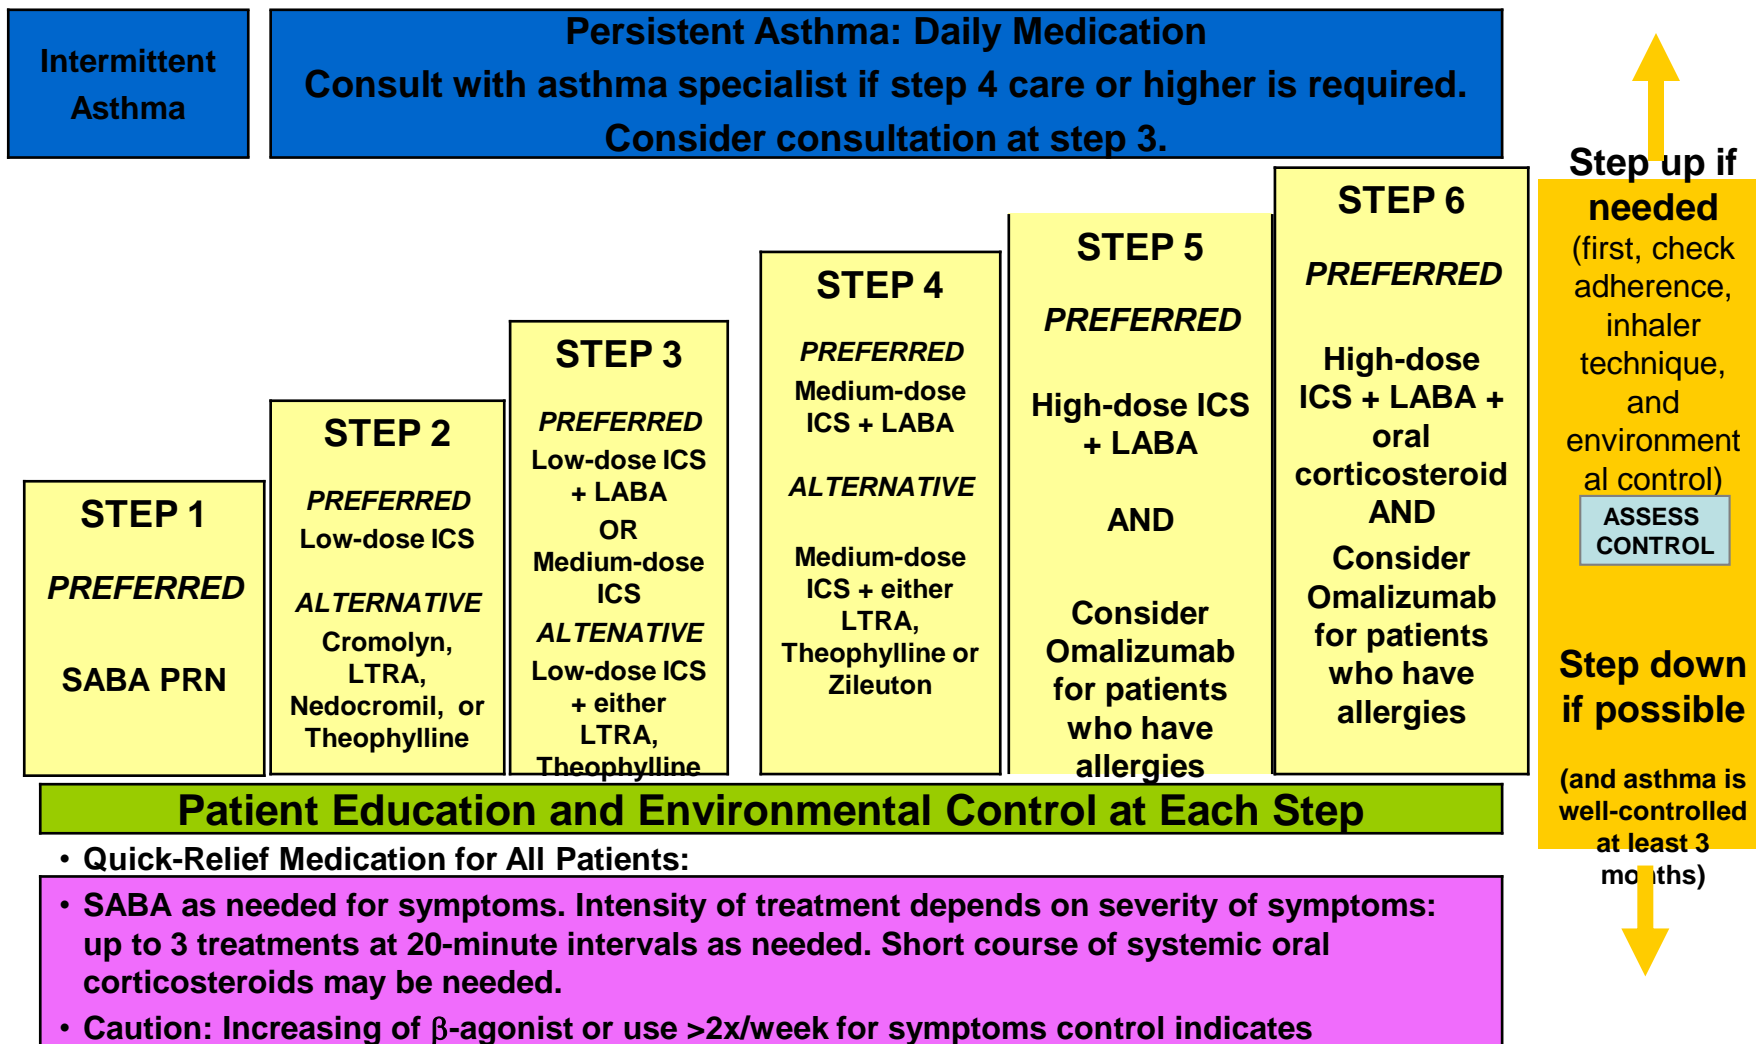 Intermittent
Asthma
Persistent Asthma: Daily Medication
Consult with asthma specialist if step 4 care or higher is required.
Consider consultation at step 3.
STEP 1
PREFERRED
SABA PRN
STEP 2
PREFERRED
Low-dose ICS
ALTERNATIVE
Cromolyn,
LTRA,
Nedocromil, or
Theophylline
STEP 3
PREFERRED
Low-dose ICS
+ LABA
OR
Medium-dose
ICS
ALTENATIVE
Low-dose ICS
+ either
LTRA,
Theophylline
STEP 4
PREFERRED
Medium-dose
ICS + LABA
ALTERNATIVE
Medium-dose
ICS + either
LTRA,
Theophylline or
Zileuton
STEP 5
PREFERRED
High-dose ICS
+ LABA
AND
Consider
Omalizumab
for patients
who have
allergies
STEP 6
PREFERRED
High-dose
ICS + LABA +
oral
corticosteroid
AND
Consider
Omalizumab
for patients
who have
allergies
Step up if
needed
(first, check
adherence,
inhaler
technique,
and
environment
al control)
ASSESS
CONTROL
Step down
if possible
(and asthma is
well-controlled
at least 3
months)
Patient Education and Environmental Control at Each Step
• Quick-Relief Medication for All Patients:
• SABA as needed for symptoms. Intensity of treatment depends on severity of symptoms:
up to 3 treatments at 20-minute intervals as needed. Short course of systemic oral
corticosteroids may be needed.
• Caution: Increasing of β-agonist or use >2x/week for symptoms control indicates